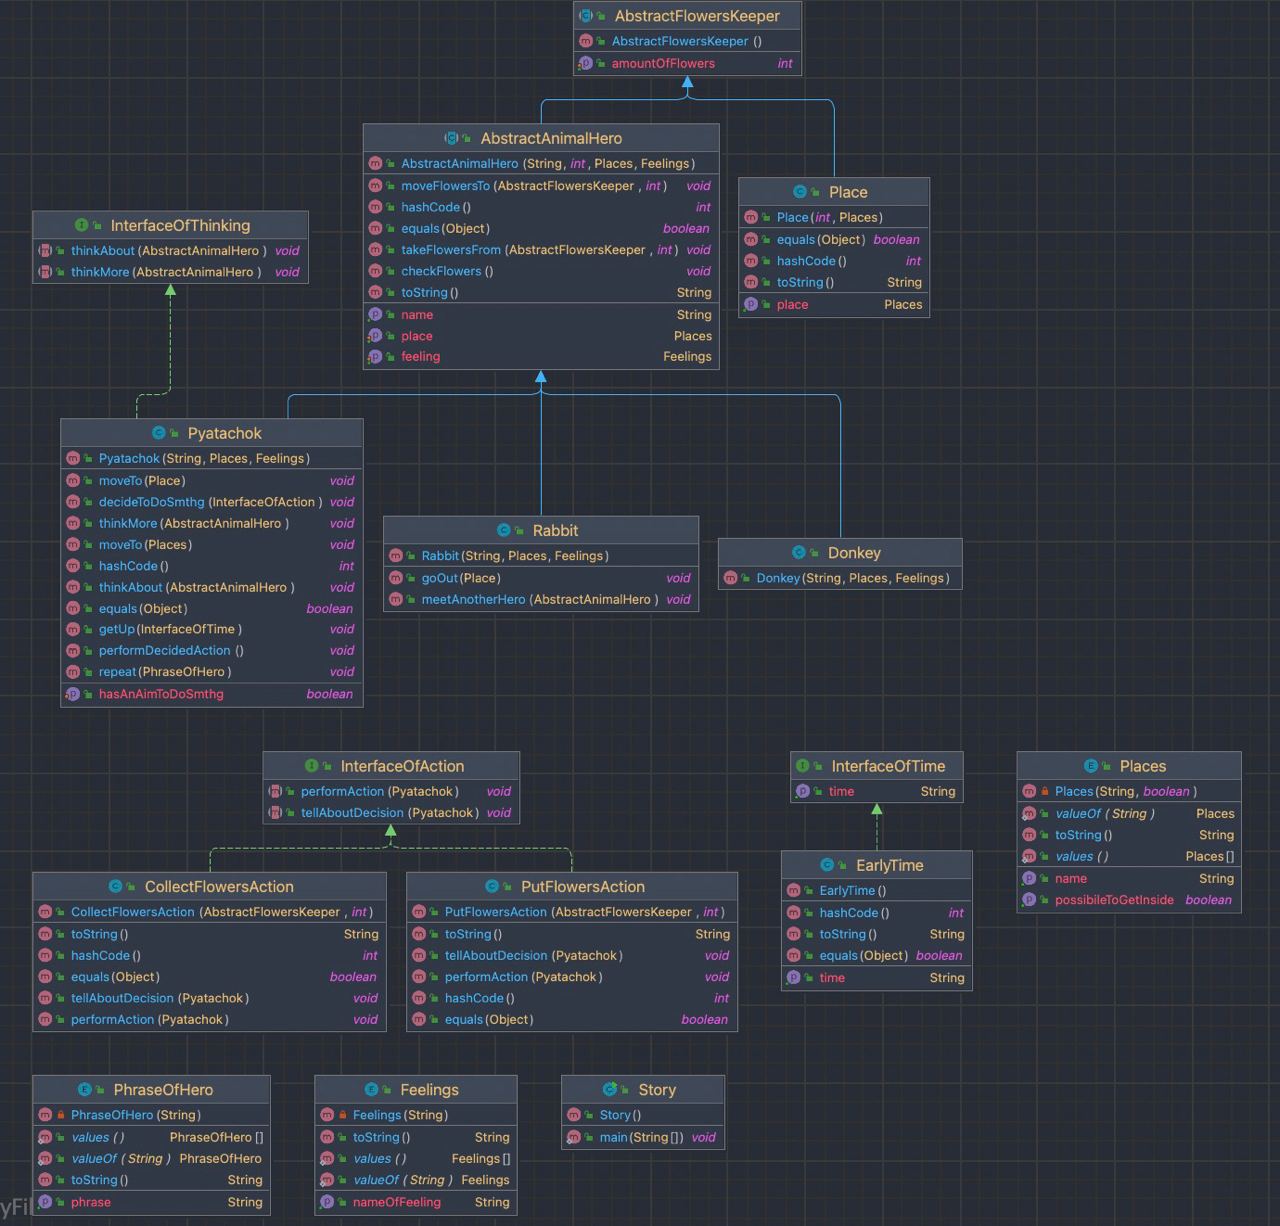 AbstractFlowersKeeper
AbstractFlowersKeeper ()
amountOfFlowers int
AbstractAnimalHero
AbstractAnimalHero (String, int, Places, Feelings)
moveFlowersTo (AbstractFlowersKeeper , int) void
hashCode () int
equals (Object) boolean
takeFlowersFrom (AbstractFlowersKeeper , int) void
checkFlowers () void
toString () String
name String
place Places
feeling Feelings
Place
Place (int, Places)
equals (Object) boolean
hashCode () int
toString () String
place Places
InterfaceOfThinking
thinkAbout (AbstractAnimalHero ) void
thinkMore (AbstractAnimalHero ) void
Pyatachok
Pyatachok (String, Places, Feelings)
moveTo (Place) void
decideToDoSmthg (InterfaceOfAction ) void
thinkMore (AbstractAnimalHero ) void
moveTo (Places) void
hashCode () int
thinkAbout (AbstractAnimalHero ) void
equals (Object) boolean
getUp (InterfaceOfTime ) void
performDecidedAction () void
repeat (PhraseOfHero ) void
hasAnAimToDoSmthg boolean
Rabbit
Rabbit (String, Places, Feelings)
goOut (Place) void
meetAnotherHero (AbstractAnimalHero ) void
Donkey
Donkey (String, Places, Feelings)
InterfaceOfAction
performAction (Pyatachok) void
tellAboutDecision (Pyatachok) void
InterfaceOfTime
time String
Places
Places (String, boolean )
valueOf ( String ) Places
toString () String
values () Places []
name String
possibileToGetInside boolean
CollectFlowersAction
CollectFlowersAction (AbstractFlowersKeeper , int)
toString () String
hashCode () int
equals (Object) boolean
tellAboutDecision (Pyatachok) void
performAction (Pyatachok) void
PutFlowersAction
PutFlowersAction (AbstractFlowersKeeper , int)
toString () String
tellAboutDecision (Pyatachok) void
performAction (Pyatachok) void
hashCode () int
equals (Object) boolean
EarlyTime
EarlyTime ()
hashCode () int
toString () String
equals (Object) boolean
time String
PhraseOfHero
PhraseOfHero (String)
values () PhraseOfHero []
valueOf ( String ) PhraseOfHero
toString () String
phrase String
Feelings
Feelings (String)
toString () String
values () Feelings []
valueOf ( String ) Feelings
nameOfFeeling String
Story
Story ()
main (String []) void
yFil